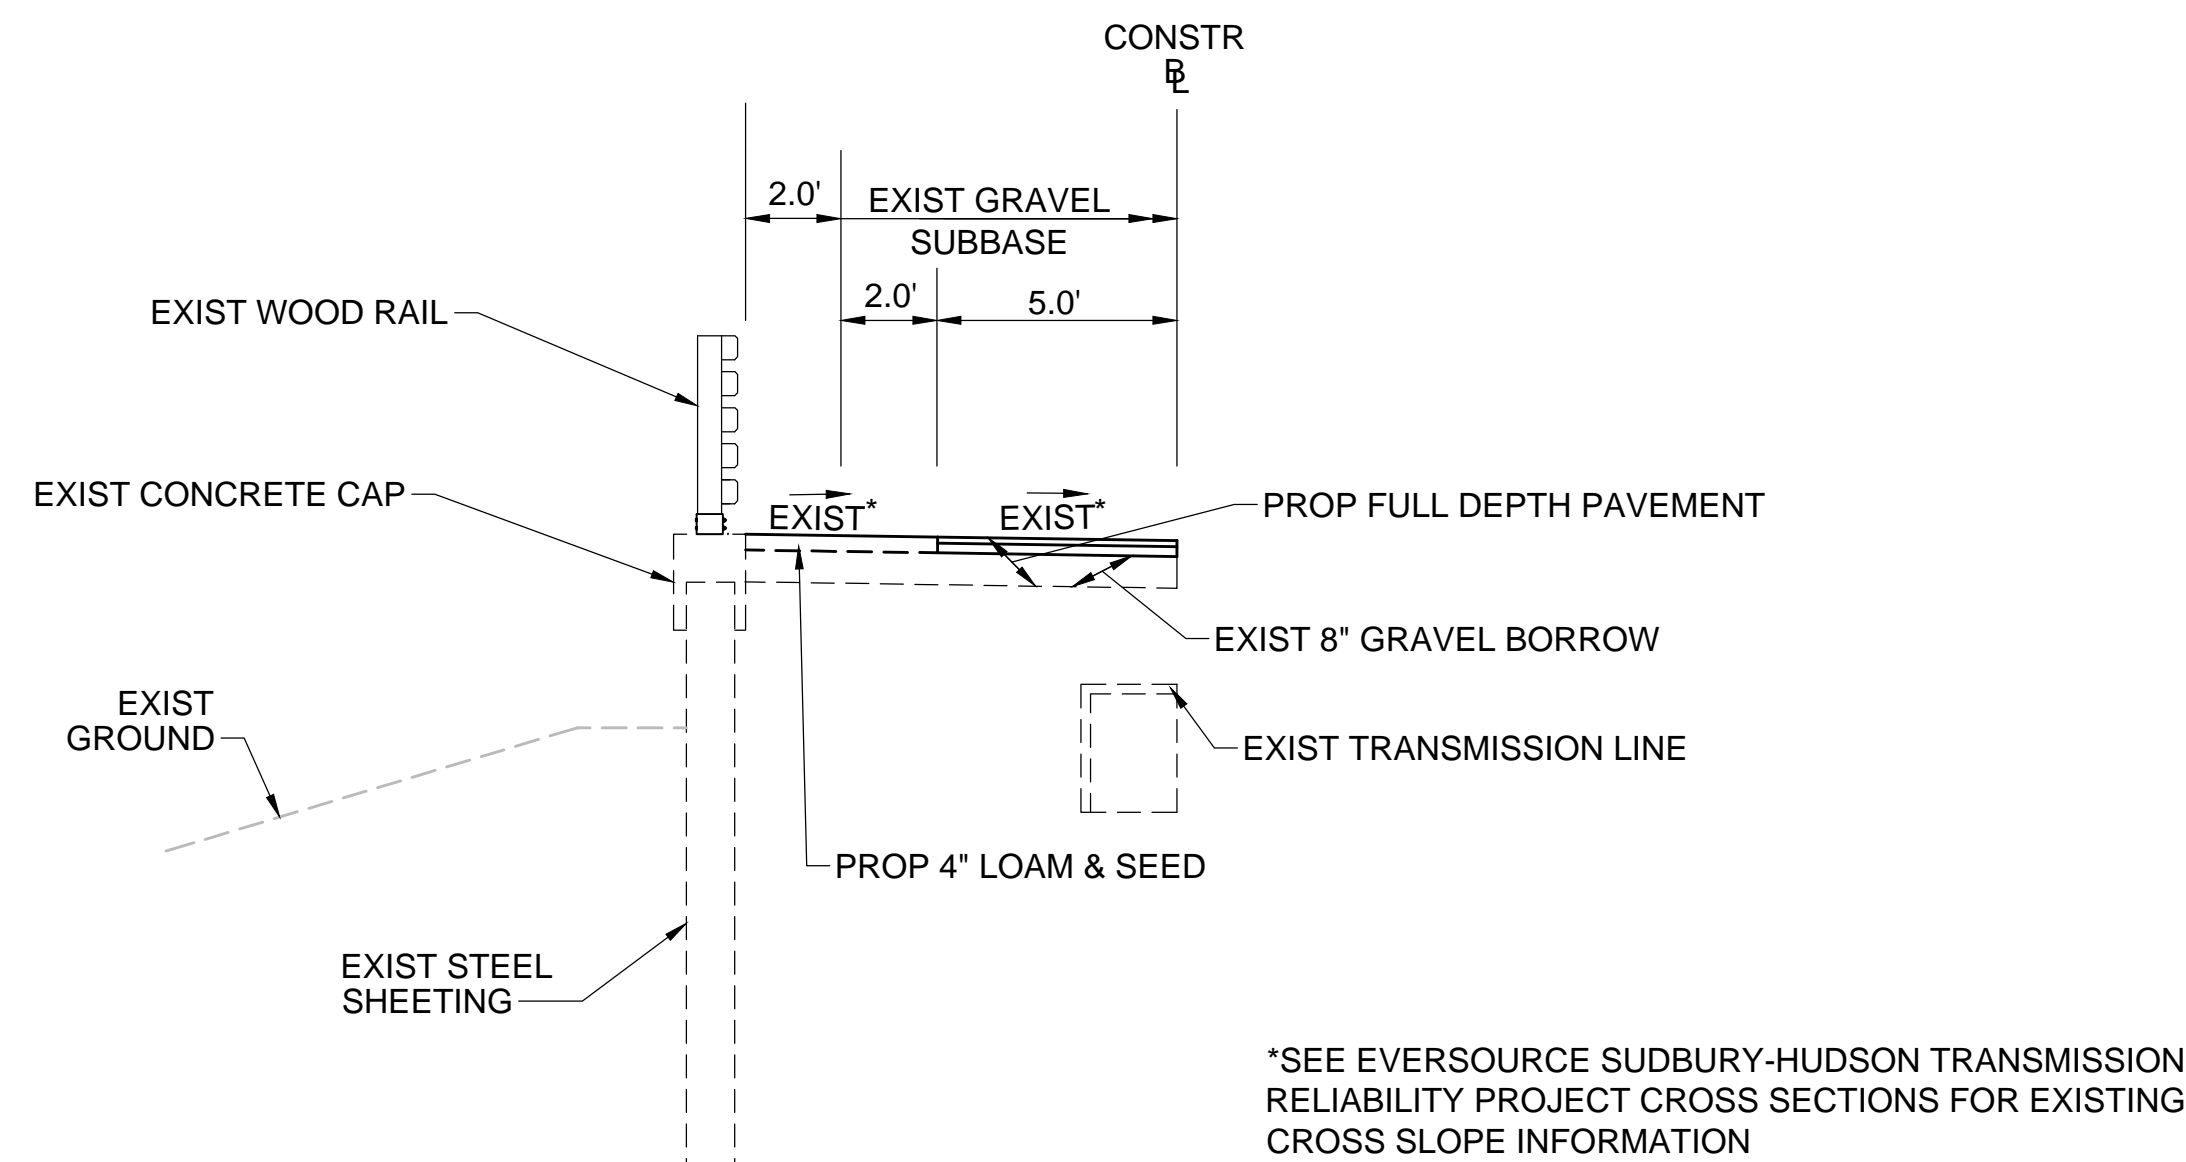 CONSTR
BL
2.0'
EXIST GRAVEL
SUBBASE
2.0'
5.0'
EXIST WOOD RAIL
EXIST CONCRETE CAP
EXIST*
EXIST*
PROP FULL DEPTH PAVEMENT
EXIST 8" GRAVEL BORROW
EXIST
GROUND
EXIST TRANSMISSION LINE
PROP 4" LOAM & SEED
EXIST STEEL
SHEETING
*SEE EVERSOURCE SUDBURY-HUDSON TRANSMISSION
RELIABILITY PROJECT CROSS SECTIONS FOR EXISTING
CROSS SLOPE INFORMATION